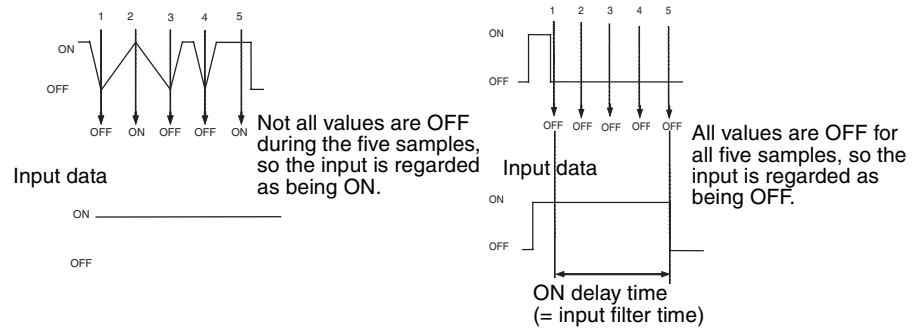 1 2 3 4 5
ON
OFF
OFF ON OFF OFF ON
Not all values are OFF
during the five samples,
so the input is regarded
as being ON.
Input data
ON
OFF
1 2 3 4 5
ON
OFF
OFF OFF OFF OFF OFF
All values are OFF for
all five samples, so the
input is regarded as
being OFF.
Input data
ON
OFF
ON delay time
(= input filter time)